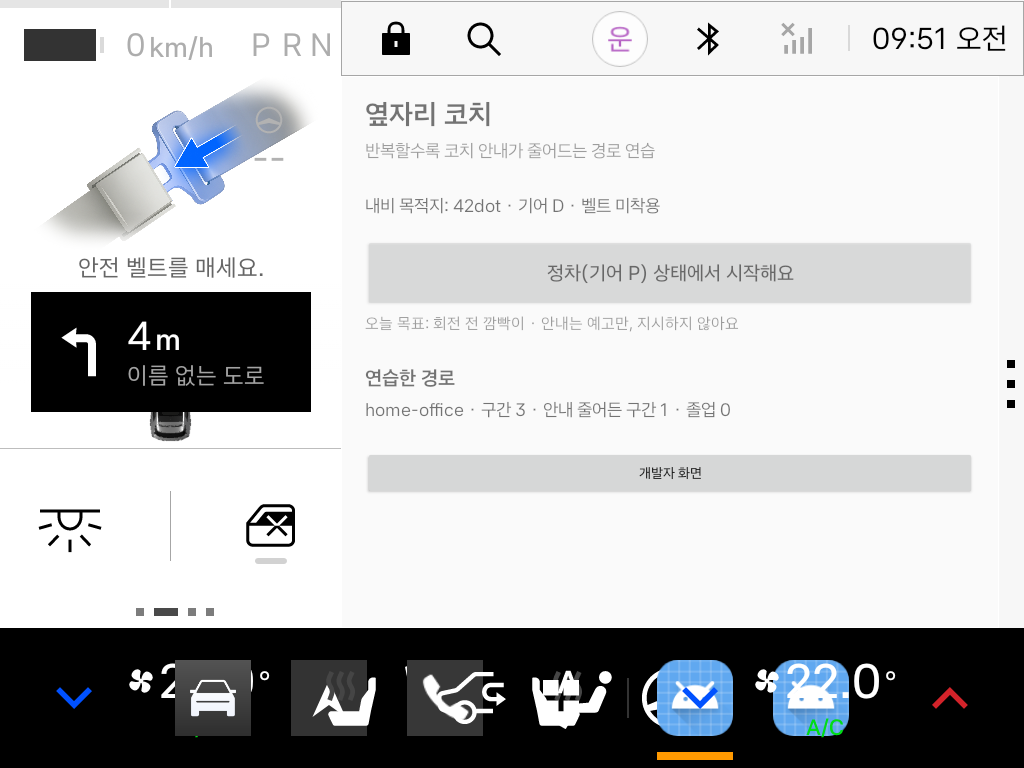 0 km/h P R N
운
09:51 오전
안전 벨트를 매세요.
4 m
이름 없는 도로
옆자리 코치
반복할수록 코치 안내가 줄어드는 경로 연습
내비 목적지: 42dot · 기어 D · 벨트 미착용
정차(기어 P) 상태에서 시작해요
오늘 목표: 회전 전 깜빡이 · 안내는 예고만, 지시하지 않아요
연습한 경로
home-office · 구간 3 · 안내 줄어든 구간 1 · 졸업 0
개발자 화면
22.0°
A/C